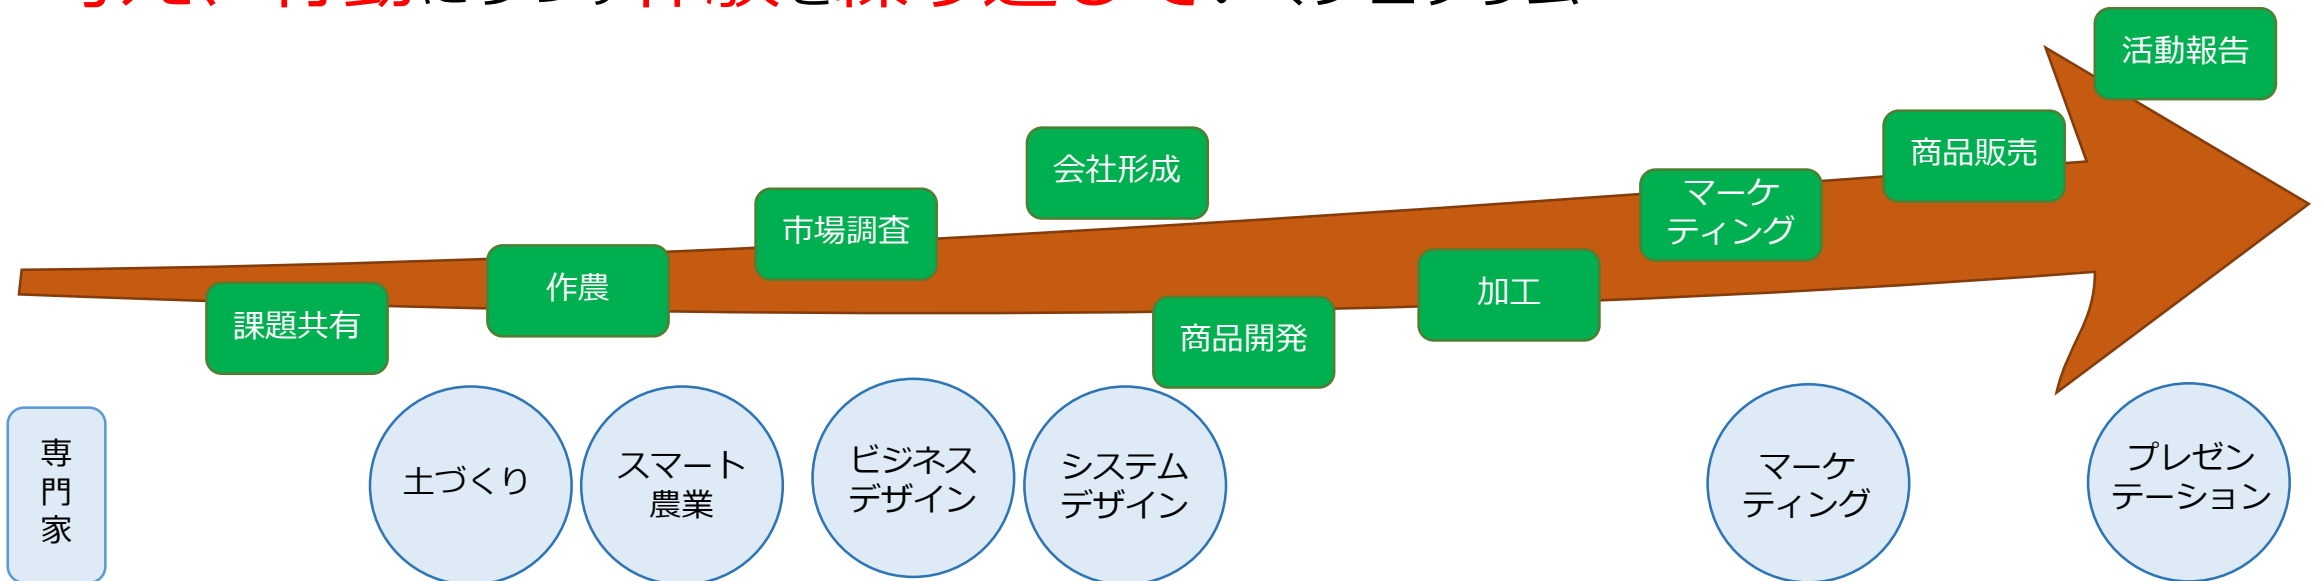 活動報告
商品販売
会社形成
マーケ
ティング
市場調査
作農
加工
課題共有
商品開発
専
門
家
土づくり
スマート
農業
ビジネス
デザイン
システム
デザイン
マーケ
ティング
プレゼン
テーション